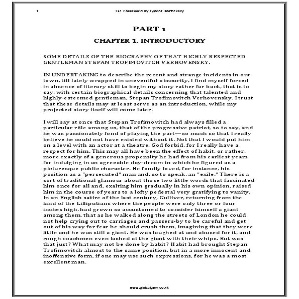 PART 1
CHAPTER I. INTRODUCTORY
SOME DETAILS OF THE BIOGRAPHY OF THAT HIGHLY RESPECTED
GENTLEMAN STEPAN TROFIMOVITCH VERHOVENSKY.
IN UNDERTAKING to describe the recent and strange incidents in our
town, till lately wrapped in uneventful obscurity, I find myself forced
in absence of literary skill to begin my story rather far back, that is to
say, with certain biographical details concerning that talented and
highly-esteemed gentleman, Stepan Trofimovitch Verhovensky. I trust
that these details may at least serve as an introduction, while my
projected story itself will come later.
I will say at once that Stepan Trofimovitch had always filled a
particular rôle among us, that of the progressive patriot, so to say, and
he was passionately fond of playing the part—so much so that I really
believe he could not have existed without it. Not that I would put him
on a level with an actor at a theatre, God forbid, for I really have a
respect for him. This may all have been the effect of habit, or rather,
more exactly of a generous propensity he had from his earliest years
for indulging in an agreeable day-dream in which he figured as a
picturesque public character. He fondly loved, for instance, his
position as a "persecuted" man and, so to speak, an "exile." There is a
sort of traditional glamour about those two little words that fascinated
him once for all and, exalting him gradually in his own opinion, raised
him in the course of years to a lofty pedestal very gratifying to vanity.
In an English satire of the last century, Gulliver, returning from the
land of the Lilliputians where the people were only three or four
inches high, had grown so accustomed to consider himself a giant
among them, that as he walked along the streets of London he could
not help crying out to carriages and passers-by to be careful and get
out of his way for fear he should crush them, imagining that they were
little and he was still a giant. He was laughed at and abused for it, and
rough coachmen even lashed at the giant with their whips. But was
that just? What may not be done by habit? Habit had brought Stepan
Trofimovitch almost to the same position, but in a more innocent and
inoffensive form, if one may use such expressions, for he was a most
excellent man.